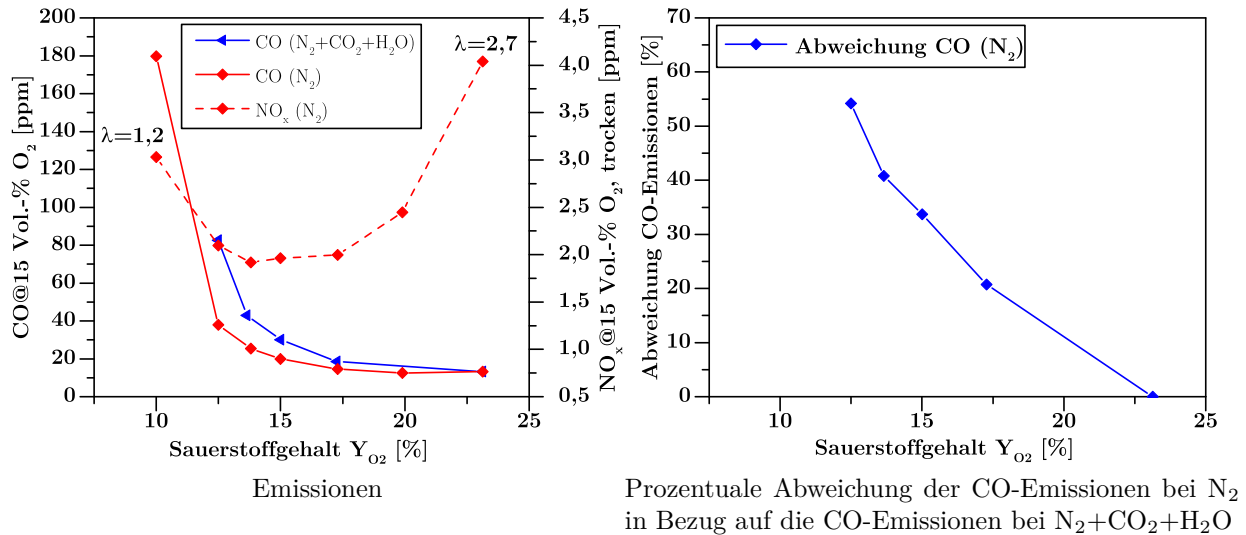 CO@15 Vol.-% O₂ [ppm]
200
180
160
140
120
100
80
60
40
20
0
CO (N₂+CO₂+H₂O)
CO (N₂)
NOₓ (N₂)
λ=1,2
λ=2,7
4,5
4,0
3,5
3,0
2,5
2,0
1,5
1,0
0,5
NOₓ@15 Vol.-% O₂, trocken [ppm]
10 15 20 25
Sauerstoffgehalt Y_O2 [%]
Emissionen
Abweichung CO-Emissionen [%]
70
60
50
40
30
20
10
0
Abweichung CO (N₂)
10 15 20 25
Sauerstoffgehalt Y_O2 [%]
Prozentuale Abweichung der CO-Emissionen bei N₂
in Bezug auf die CO-Emissionen bei N₂+CO₂+H₂O